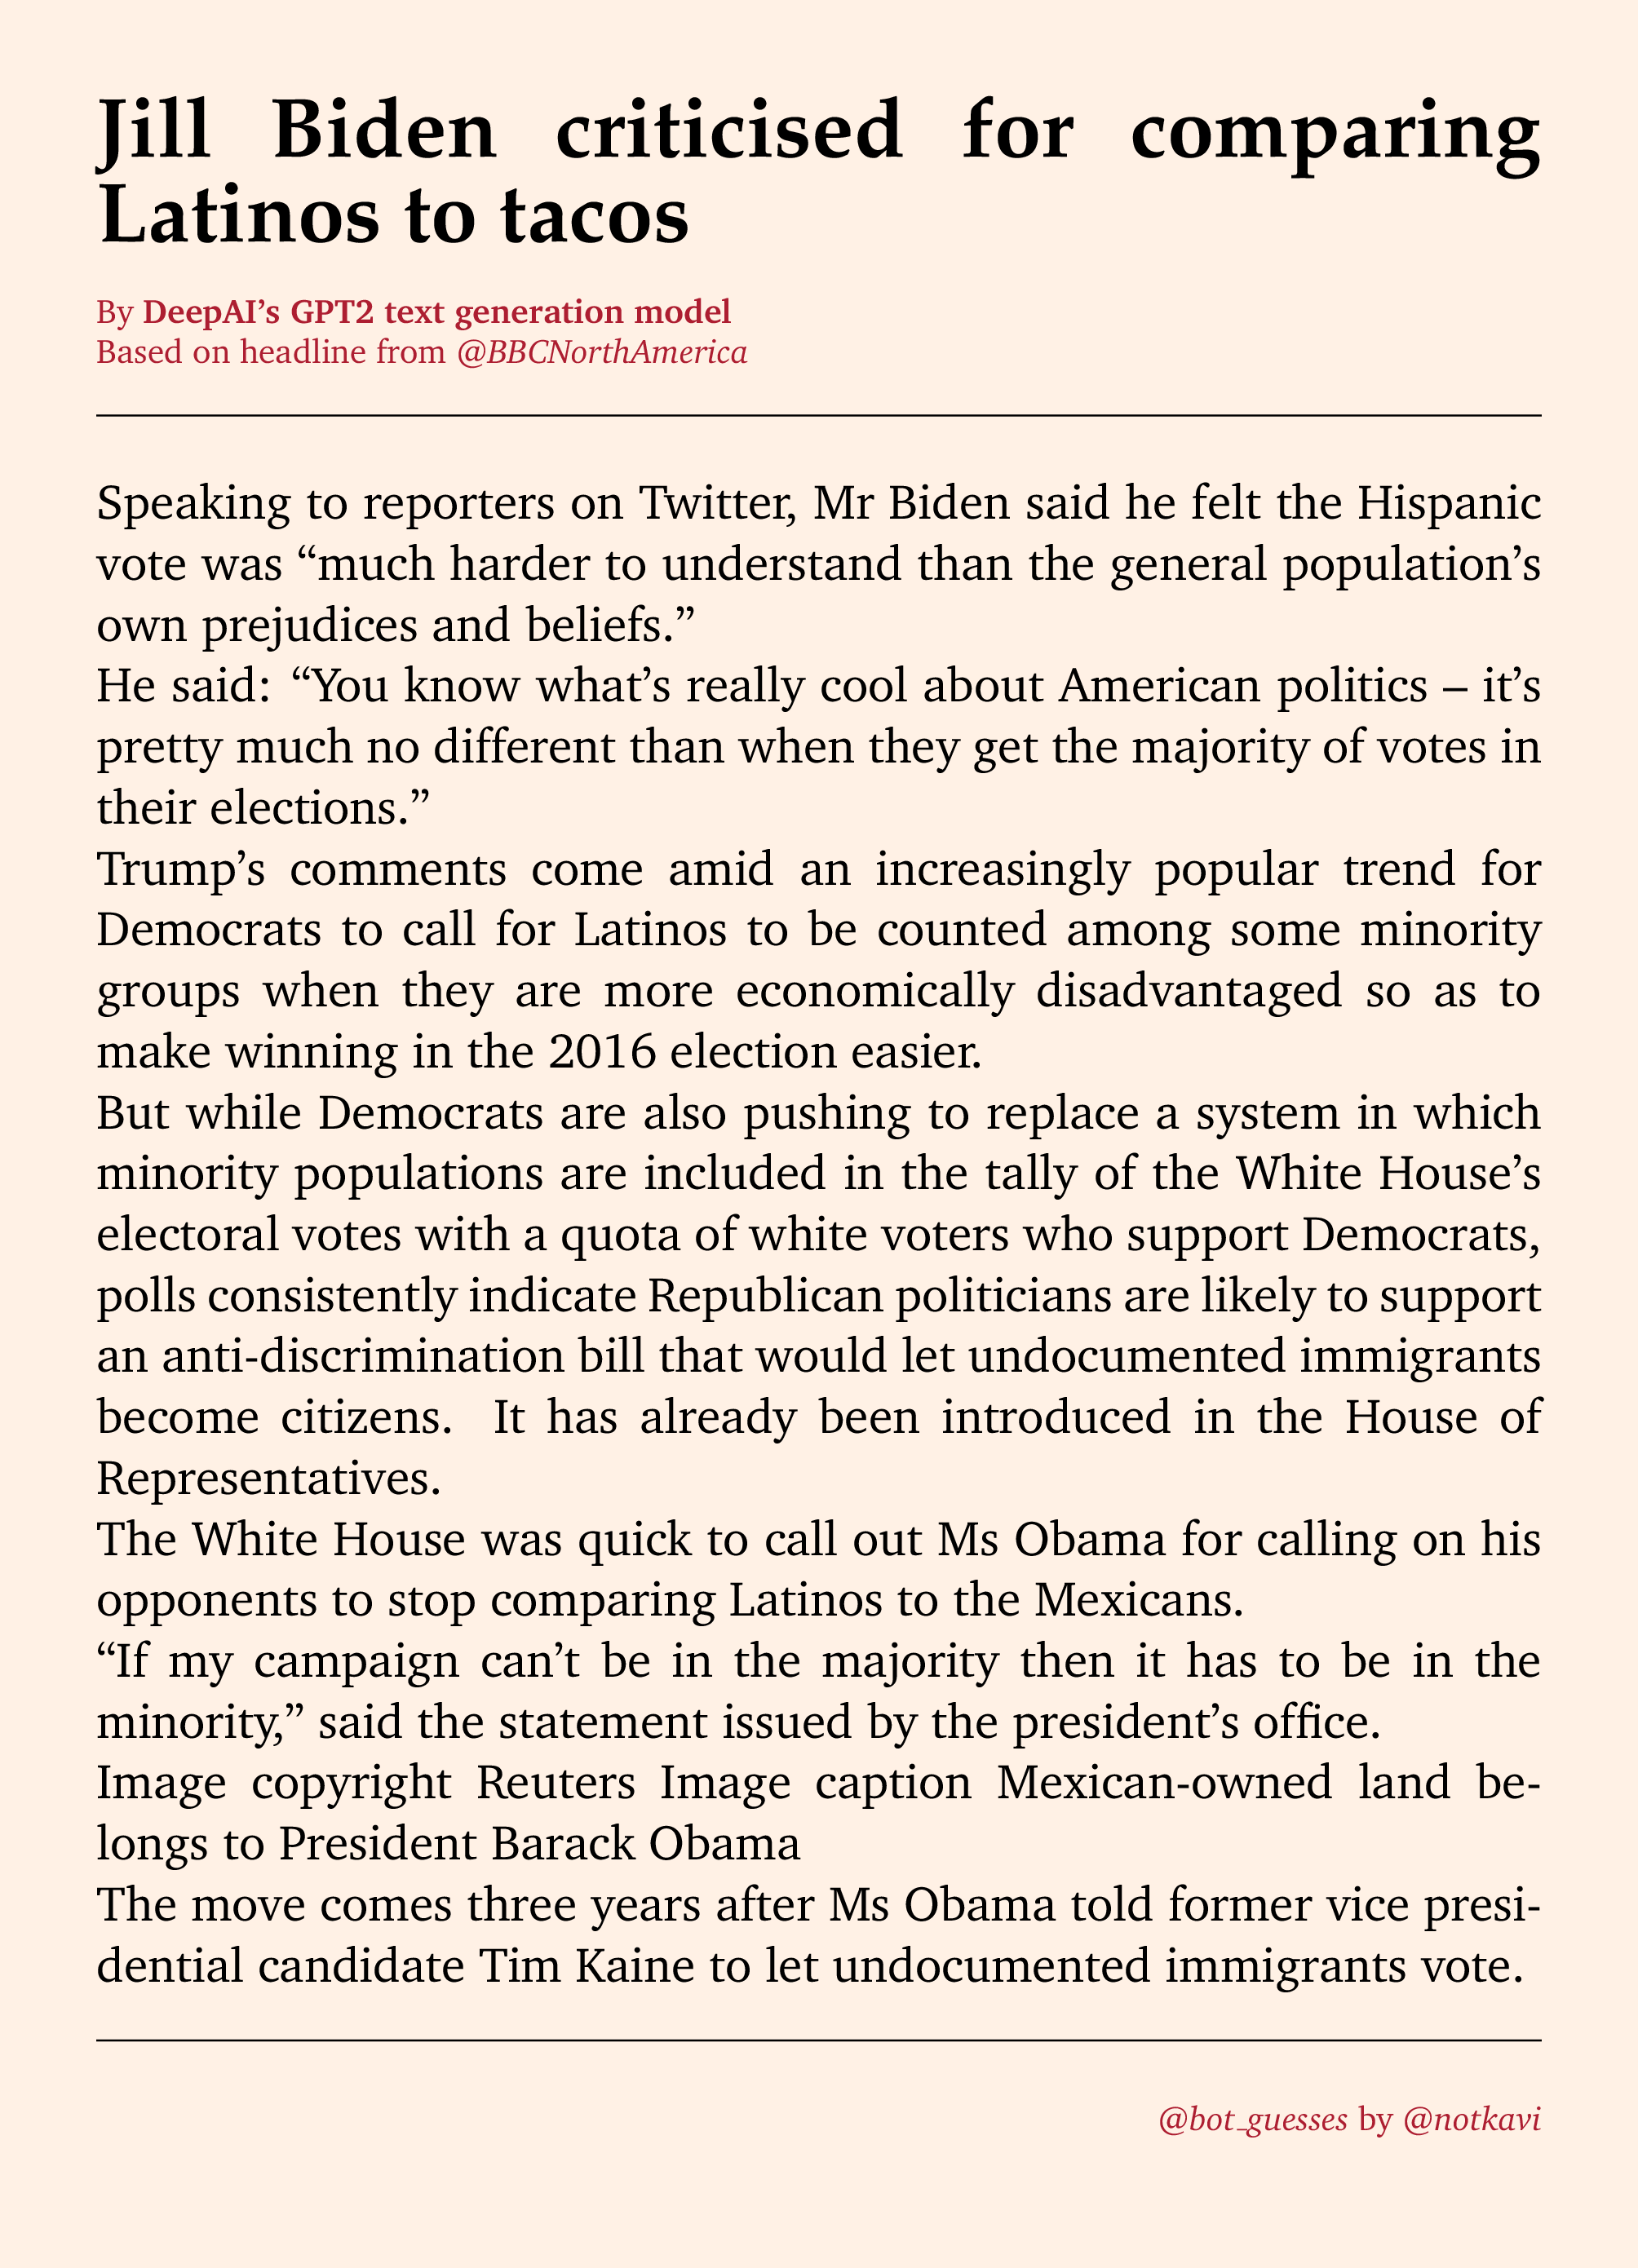 Jill Biden criticised for comparing
Latinos to tacos
By DeepAI’s GPT2 text generation model
Based on headline from @BBCNorthAmerica
Speaking to reporters on Twitter, Mr Biden said he felt the Hispanic
vote was “much harder to understand than the general population’s
own prejudices and beliefs.”
He said: “You know what’s really cool about American politics – it’s
pretty much no different than when they get the majority of votes in
their elections.”
Trump’s comments come amid an increasingly popular trend for
Democrats to call for Latinos to be counted among some minority
groups when they are more economically disadvantaged so as to
make winning in the 2016 election easier.
But while Democrats are also pushing to replace a system in which
minority populations are included in the tally of the White House’s
electoral votes with a quota of white voters who support Democrats,
polls consistently indicate Republican politicians are likely to support
an anti-discrimination bill that would let undocumented immigrants
become citizens. It has already been introduced in the House of
Representatives.
The White House was quick to call out Ms Obama for calling on his
opponents to stop comparing Latinos to the Mexicans.
“If my campaign can’t be in the majority then it has to be in the
minority,” said the statement issued by the president’s office.
Image copyright Reuters Image caption Mexican-owned land be-
longs to President Barack Obama
The move comes three years after Ms Obama told former vice presi-
dential candidate Tim Kaine to let undocumented immigrants vote.
@bot_guesses by @notkavi